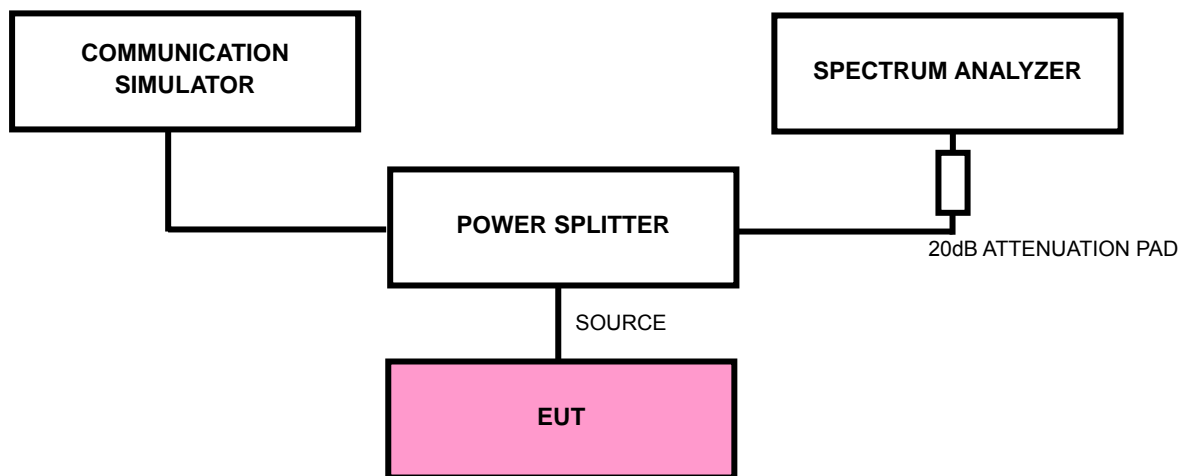 COMMUNICATION
SIMULATOR
SPECTRUM ANALYZER
POWER SPLITTER
20dB ATTENUATION PAD
SOURCE
EUT